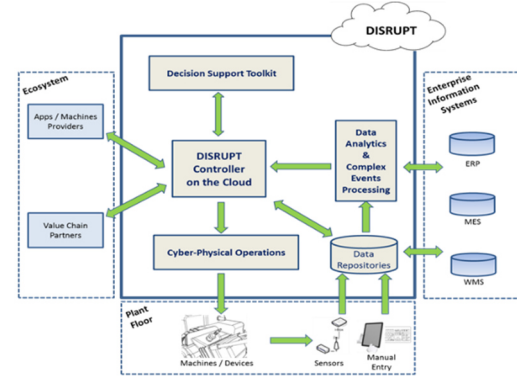 DISRUPT
Ecosystem
Apps / Machines
Providers
Value Chain
Partners
Decision Support Toolkit
DISRUPT
Controller
on the Cloud
Cyber-Physical Operations
Data
Analytics
&
Complex
Events
Processing
Data
Repositories
Enterprise
Information
Systems
ERP
MES
WMS
Plant
Floor
Machines / Devices
Sensors
Manual
Entry